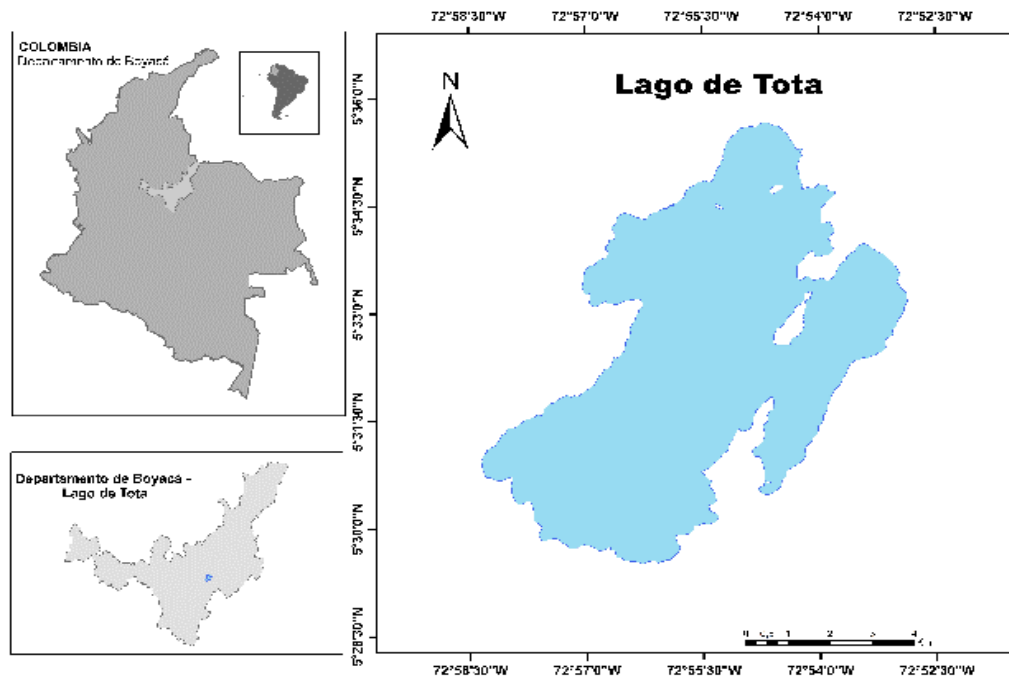 COLOMBIA
Departamento de Boyacá
Departamento de Boyacá -
Lago de Tota
72°58'30"W 72°57'0"W 72°55'30"W 72°54'0"W 72°52'30"W
Lago de Tota
N
5°36'0"N
5°34'30"N
5°33'0"N
5°31'30"N
5°30'0"N
5°28'30"N
0 0,5 1 2 3 4
72°58'30"W 72°57'0"W 72°55'30"W 72°54'0"W 72°52'30"W